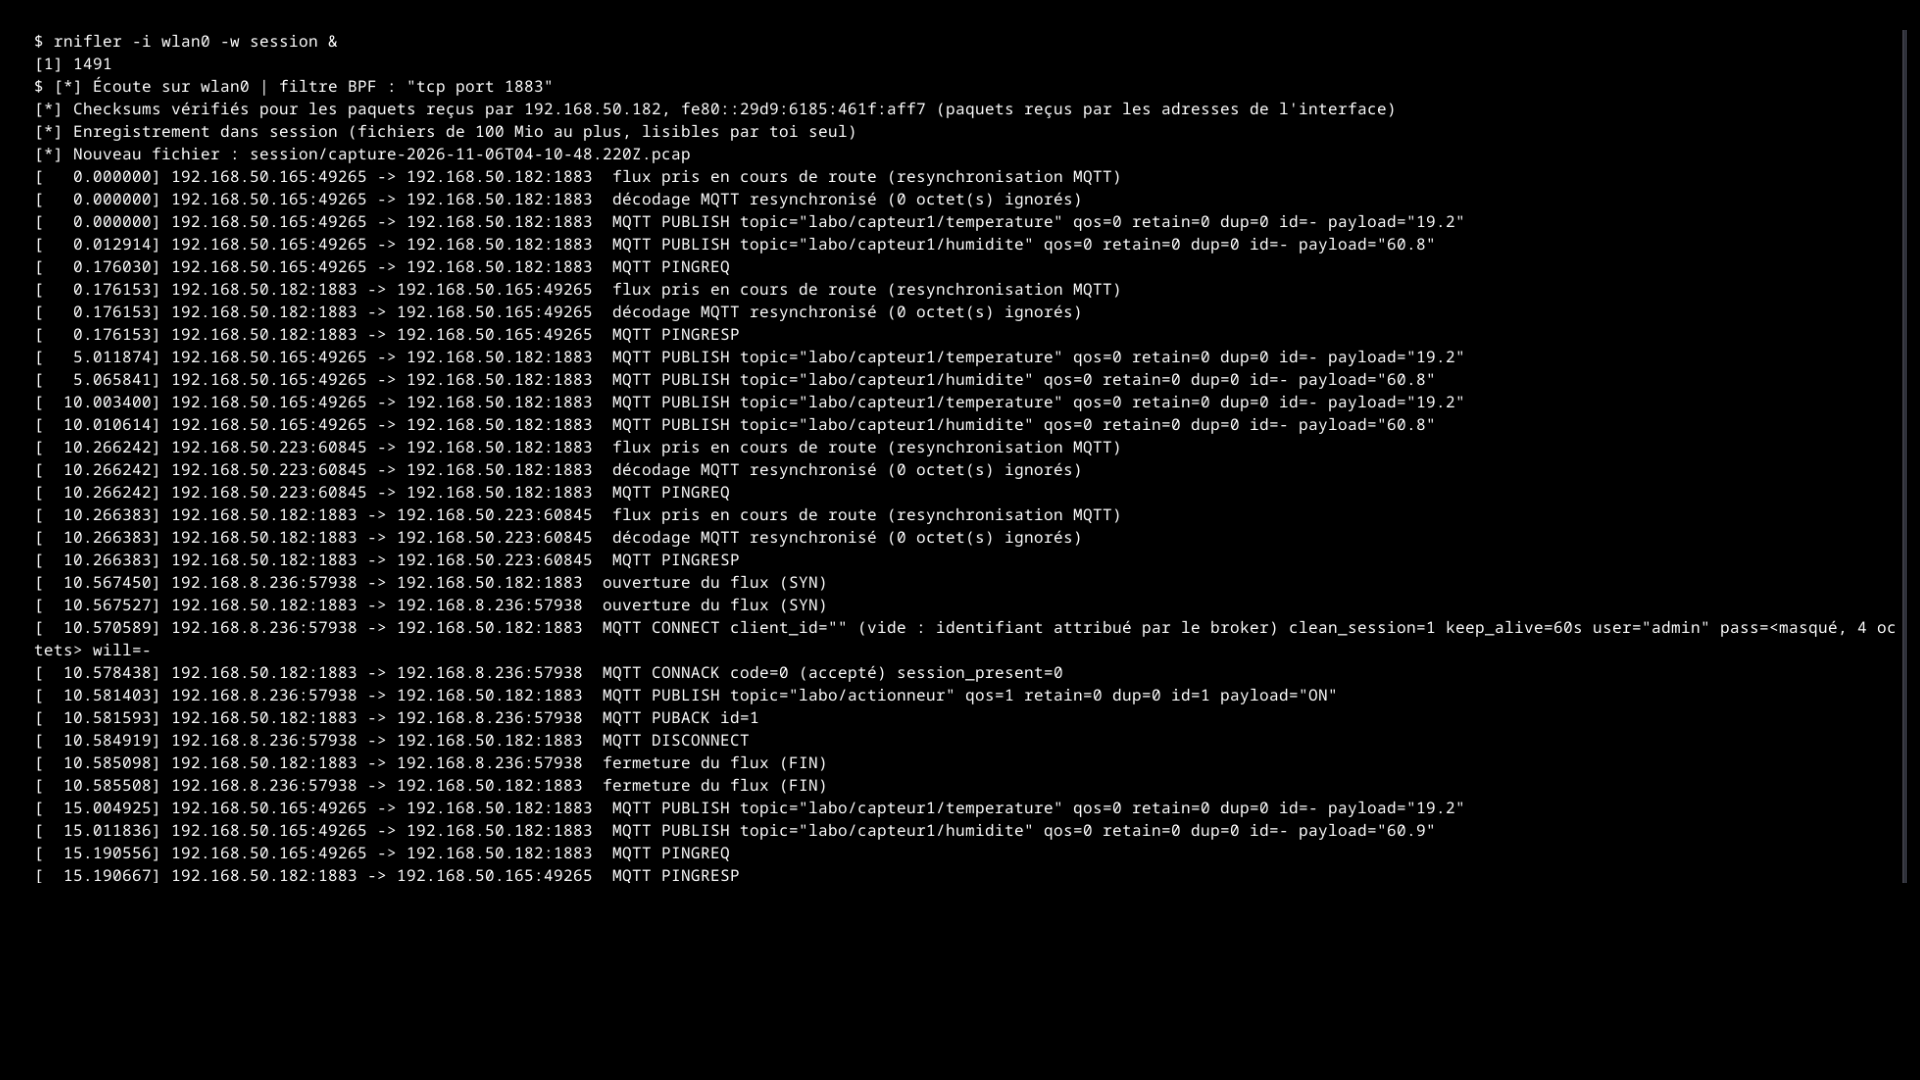 $ rnifler -i wlan0 -w session &
[1] 1491
$ [*] Écoute sur wlan0 | filtre BPF : "tcp port 1883"
[*] Checksums vérifiés pour les paquets reçus par 192.168.50.182, fe80::29d9:6185:461f:aff7 (paquets reçus par les adresses de l'interface)
[*] Enregistrement dans session (fichiers de 100 Mio au plus, lisibles par toi seul)
[*] Nouveau fichier : session/capture-2026-11-06T04-10-48.220Z.pcap
[   0.000000] 192.168.50.165:49265 -> 192.168.50.182:1883  flux pris en cours de route (resynchronisation MQTT)
[   0.000000] 192.168.50.165:49265 -> 192.168.50.182:1883  décodage MQTT resynchronisé (0 octet(s) ignorés)
[   0.000000] 192.168.50.165:49265 -> 192.168.50.182:1883  MQTT PUBLISH topic="labo/capteur1/temperature" qos=0 retain=0 dup=0 id=- payload="19.2"
[   0.012914] 192.168.50.165:49265 -> 192.168.50.182:1883  MQTT PUBLISH topic="labo/capteur1/humidite" qos=0 retain=0 dup=0 id=- payload="60.8"
[   0.176030] 192.168.50.165:49265 -> 192.168.50.182:1883  MQTT PINGREQ
[   0.176153] 192.168.50.182:1883 -> 192.168.50.165:49265  flux pris en cours de route (resynchronisation MQTT)
[   0.176153] 192.168.50.182:1883 -> 192.168.50.165:49265  décodage MQTT resynchronisé (0 octet(s) ignorés)
[   0.176153] 192.168.50.182:1883 -> 192.168.50.165:49265  MQTT PINGRESP
[   5.011874] 192.168.50.165:49265 -> 192.168.50.182:1883  MQTT PUBLISH topic="labo/capteur1/temperature" qos=0 retain=0 dup=0 id=- payload="19.2"
[   5.065841] 192.168.50.165:49265 -> 192.168.50.182:1883  MQTT PUBLISH topic="labo/capteur1/humidite" qos=0 retain=0 dup=0 id=- payload="60.8"
[  10.003400] 192.168.50.165:49265 -> 192.168.50.182:1883  MQTT PUBLISH topic="labo/capteur1/temperature" qos=0 retain=0 dup=0 id=- payload="19.2"
[  10.010614] 192.168.50.165:49265 -> 192.168.50.182:1883  MQTT PUBLISH topic="labo/capteur1/humidite" qos=0 retain=0 dup=0 id=- payload="60.8"
[  10.266242] 192.168.50.223:60845 -> 192.168.50.182:1883  flux pris en cours de route (resynchronisation MQTT)
[  10.266242] 192.168.50.223:60845 -> 192.168.50.182:1883  décodage MQTT resynchronisé (0 octet(s) ignorés)
[  10.266242] 192.168.50.223:60845 -> 192.168.50.182:1883  MQTT PINGREQ
[  10.266383] 192.168.50.182:1883 -> 192.168.50.223:60845  flux pris en cours de route (resynchronisation MQTT)
[  10.266383] 192.168.50.182:1883 -> 192.168.50.223:60845  décodage MQTT resynchronisé (0 octet(s) ignorés)
[  10.266383] 192.168.50.182:1883 -> 192.168.50.223:60845  MQTT PINGRESP
[  10.567450] 192.168.8.236:57938 -> 192.168.50.182:1883  ouverture du flux (SYN)
[  10.567527] 192.168.50.182:1883 -> 192.168.8.236:57938  ouverture du flux (SYN)
[  10.570589] 192.168.8.236:57938 -> 192.168.50.182:1883  MQTT CONNECT client_id="" (vide : identifiant attribué par le broker) clean_session=1 keep_alive=60s user="admin" pass=<masqué, 4 oc
tets> will=-
[  10.578438] 192.168.50.182:1883 -> 192.168.8.236:57938  MQTT CONNACK code=0 (accepté) session_present=0
[  10.581403] 192.168.8.236:57938 -> 192.168.50.182:1883  MQTT PUBLISH topic="labo/actionneur" qos=1 retain=0 dup=0 id=1 payload="ON"
[  10.581593] 192.168.50.182:1883 -> 192.168.8.236:57938  MQTT PUBACK id=1
[  10.584919] 192.168.8.236:57938 -> 192.168.50.182:1883  MQTT DISCONNECT
[  10.585098] 192.168.50.182:1883 -> 192.168.8.236:57938  fermeture du flux (FIN)
[  10.585508] 192.168.8.236:57938 -> 192.168.50.182:1883  fermeture du flux (FIN)
[  15.004925] 192.168.50.165:49265 -> 192.168.50.182:1883  MQTT PUBLISH topic="labo/capteur1/temperature" qos=0 retain=0 dup=0 id=- payload="19.2"
[  15.011836] 192.168.50.165:49265 -> 192.168.50.182:1883  MQTT PUBLISH topic="labo/capteur1/humidite" qos=0 retain=0 dup=0 id=- payload="60.9"
[  15.190556] 192.168.50.165:49265 -> 192.168.50.182:1883  MQTT PINGREQ
[  15.190667] 192.168.50.182:1883 -> 192.168.50.165:49265  MQTT PINGRESP